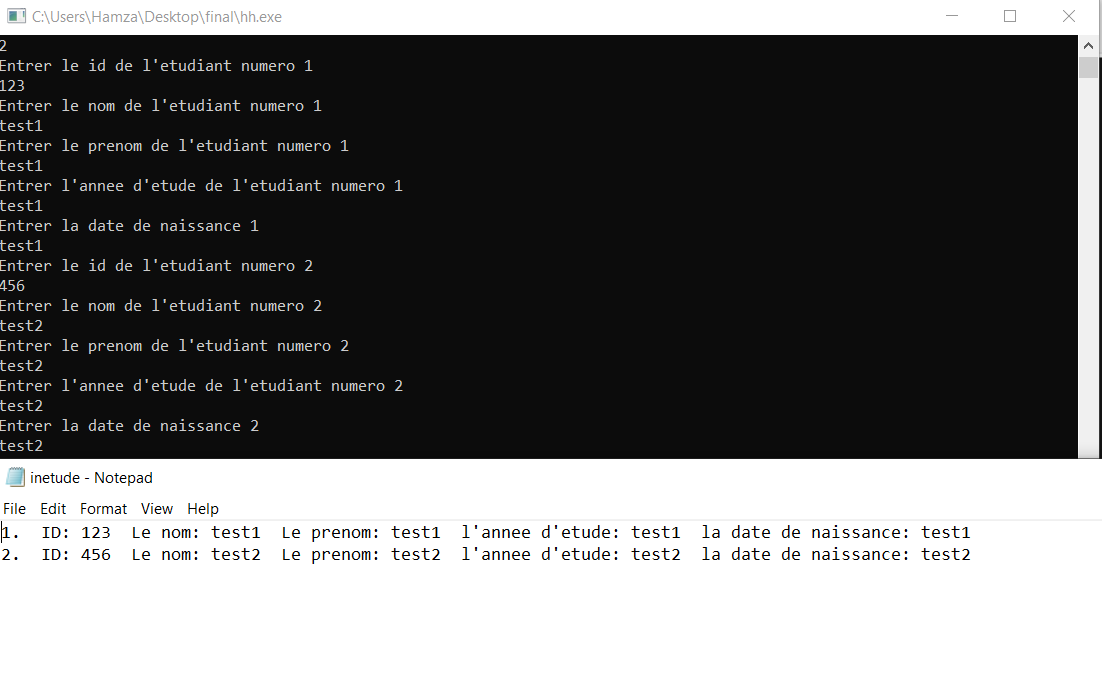 C:\Users\Hamza\Desktop\final\hh.exe
2
Entrer le id de l'etudiant numero 1
123
Entrer le nom de l'etudiant numero 1
test1
Entrer le prenom de l'etudiant numero 1
test1
Entrer l'annee d'etude de l'etudiant numero 1
test1
Entrer la date de naissance 1
test1
Entrer le id de l'etudiant numero 2
456
Entrer le nom de l'etudiant numero 2
test2
Entrer le prenom de l'etudiant numero 2
test2
Entrer l'annee d'etude de l'etudiant numero 2
test2
Entrer la date de naissance 2
test2
inetude - Notepad
File Edit Format View Help
1. ID: 123 Le nom: test1 Le prenom: test1 l'annee d'etude: test1 la date de naissance: test1
2. ID: 456 Le nom: test2 Le prenom: test2 l'annee d'etude: test2 la date de naissance: test2